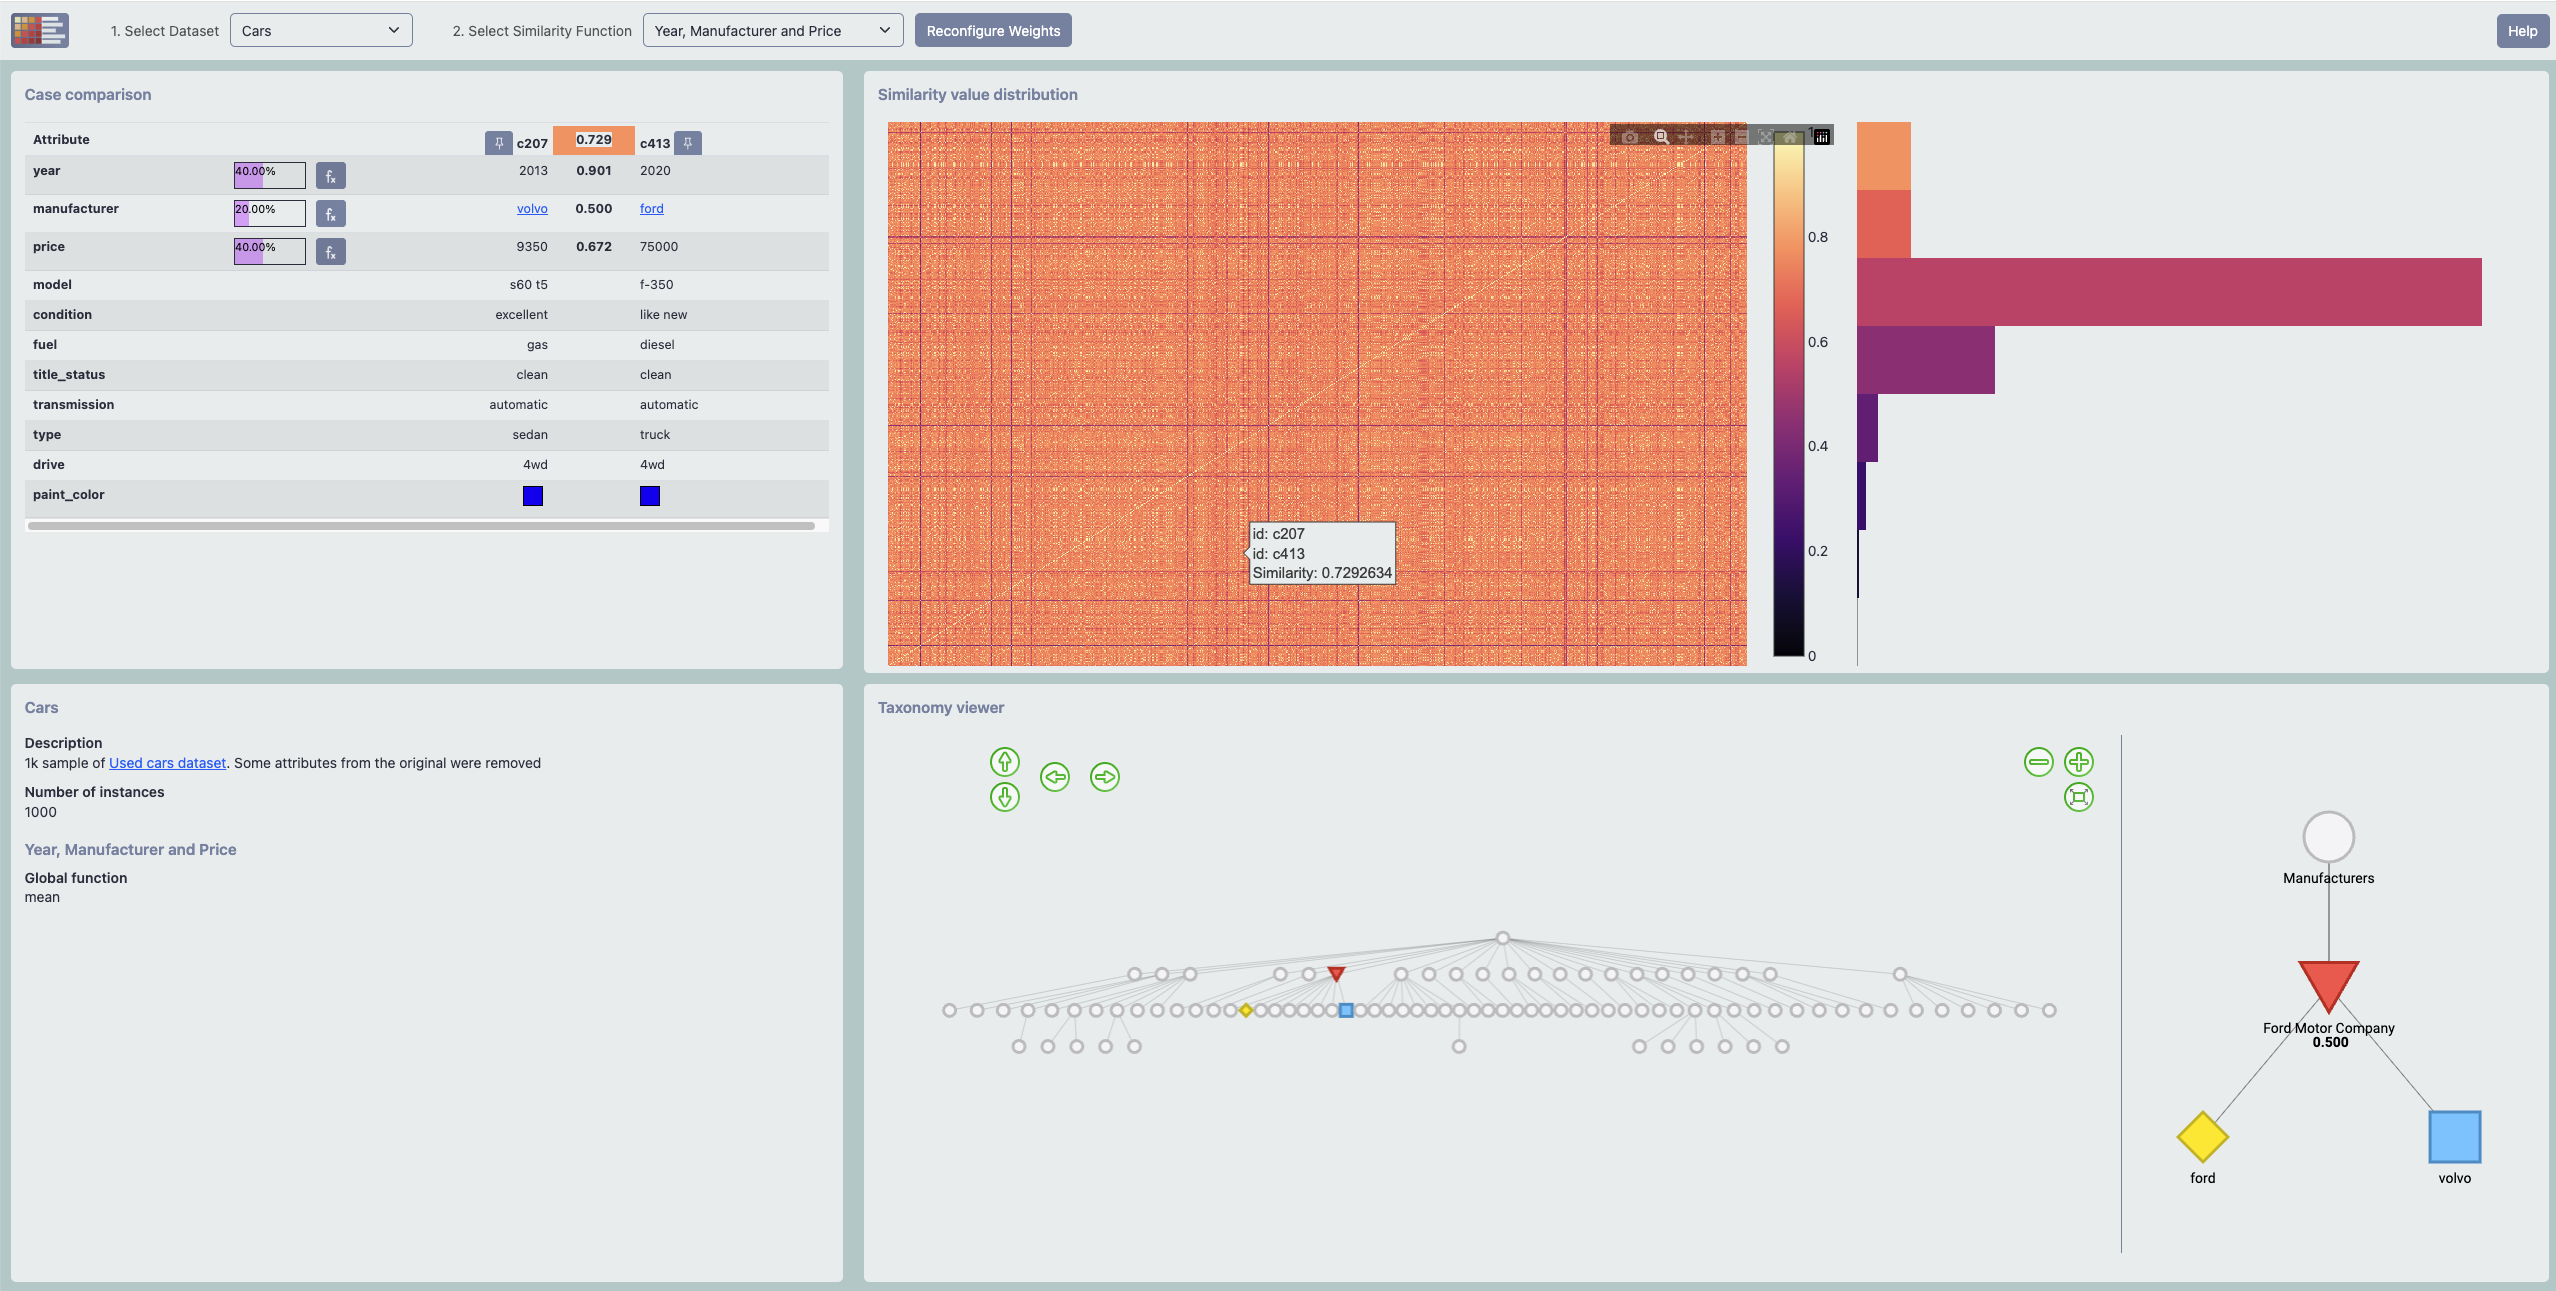 1. Select Dataset Cars 2. Select Similarity Function Year, Manufacturer and Price Reconfigure Weights Help
Case comparison
Attribute c207 0.729 c413
year 40.00% fx 2013 0.901 2020
manufacturer 20.00% fx volvo 0.500 ford
price 40.00% fx 9350 0.672 75000
model s60 t5 f-350
condition excellent like new
fuel gas diesel
title_status clean clean
transmission automatic automatic
type sedan truck
drive 4wd 4wd
paint_color
Similarity value distribution
1
0.8
0.6
0.4
0.2
0
id: c207
id: c413
Similarity: 0.7292634
Cars
Description
1k sample of Used cars dataset. Some attributes from the original were removed
Number of instances
1000
Year, Manufacturer and Price
Global function
mean
Taxonomy viewer
Manufacturers
Ford Motor Company
0.500
ford
volvo